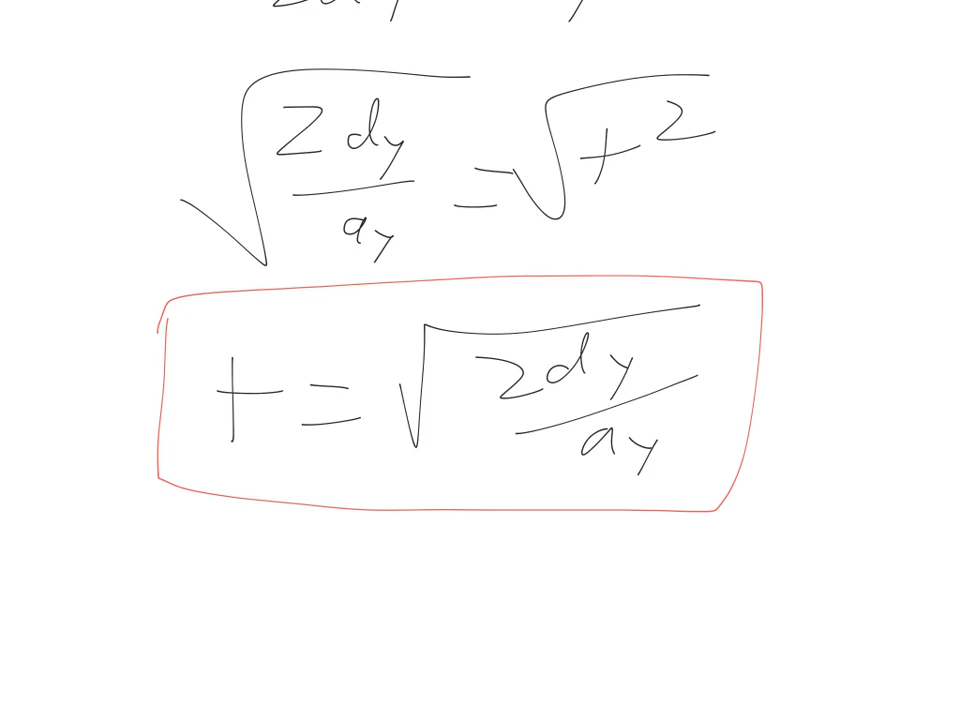 √(2dy/ay) = √(t²)
t = √(2dy/ay)